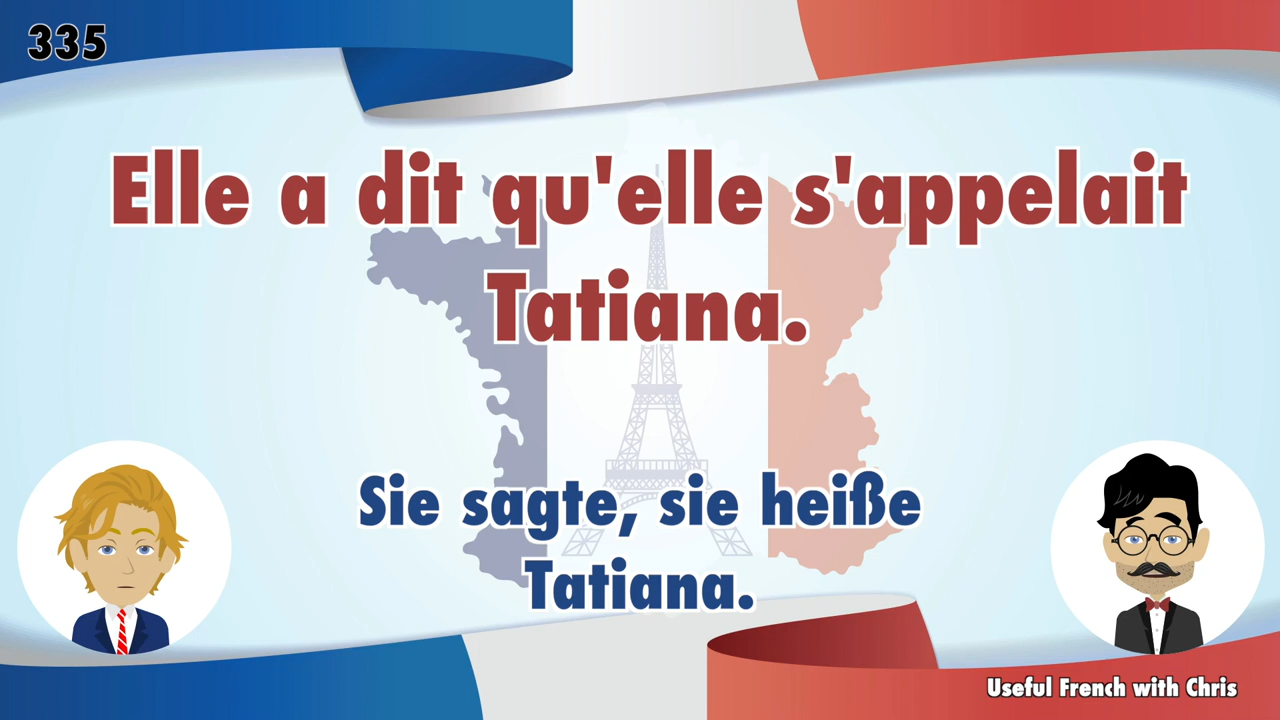 335
Elle a dit qu'elle s'appelait
Tatiana.
Sie sagte, sie heiße
Tatiana.
Useful French with Chris